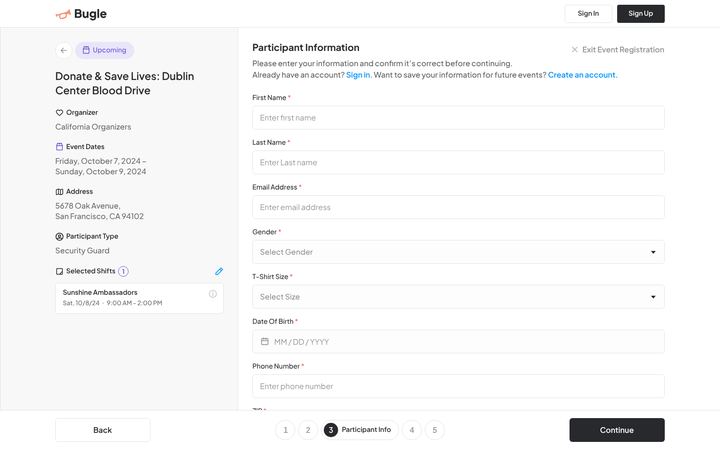 Bugle
Sign In
Sign Up
Upcoming
Donate & Save Lives: Dublin
Center Blood Drive
Organizer
California Organizers
Event Dates
Friday, October 7, 2024 –
Sunday, October 9, 2024
Address
5678 Oak Avenue,
San Francisco, CA 94102
Participant Type
Security Guard
Selected Shifts 1
Sunshine Ambassadors
Sat. 10/8/24 · 9:00 AM - 2:00 PM
Participant Information
Exit Event Registration
Please enter your information and confirm it's correct before continuing.
Already have an account? Sign in. Want to save your information for future events? Create an account.
First Name *
Enter first name
Last Name *
Enter Last name
Email Address *
Enter email address
Gender *
Select Gender
T-Shirt Size *
Select Size
Date Of Birth *
MM / DD / YYYY
Phone Number *
Enter phone number
Back
1 2 3 Participant Info 4 5
Continue